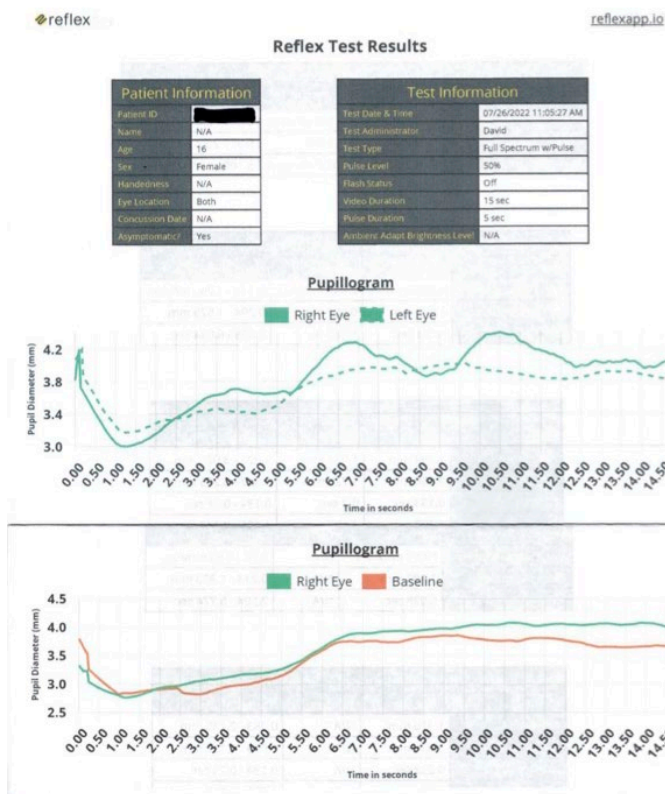 reflex
reflexapp.io
Reflex Test Results
Patient Information
Patient ID
Name N/A
Age 16
Sex Female
Handedness N/A
Eye Location Both
Concussion Date N/A
Asymptomatic? Yes
Test Information
Test Date & Time 07/26/2022 11:05:27 AM
Test Administrator David
Test Type Full Spectrum w/Pulse
Pulse Level 50%
Flash Status Off
Video Duration 15 sec
Pulse Duration 5 sec
Ambient Adapt Brightness Level N/A
Pupillogram
Right Eye Left Eye
Pupil Diameter (mm)
4.2
3.8
3.4
3.0
0.00 0.50 1.00 1.50 2.00 2.50 3.00 3.50 4.00 4.50 5.00 5.50 6.00 6.50 7.00 7.50 8.00 8.50 9.00 9.50 10.00 10.50 11.00 11.50 12.00 12.50 13.00 13.50 14.00 14.50
Time in seconds
Pupillogram
Right Eye Baseline
Pupil Diameter (mm)
4.5
4.0
3.5
3.0
2.5
0.00 0.50 1.00 1.50 2.00 2.50 3.00 3.50 4.00 4.50 5.00 5.50 6.00 6.50 7.00 7.50 8.00 8.50 9.00 9.50 10.00 10.50 11.00 11.50 12.00 12.50 13.00 13.50 14.00 14.50
Time in seconds